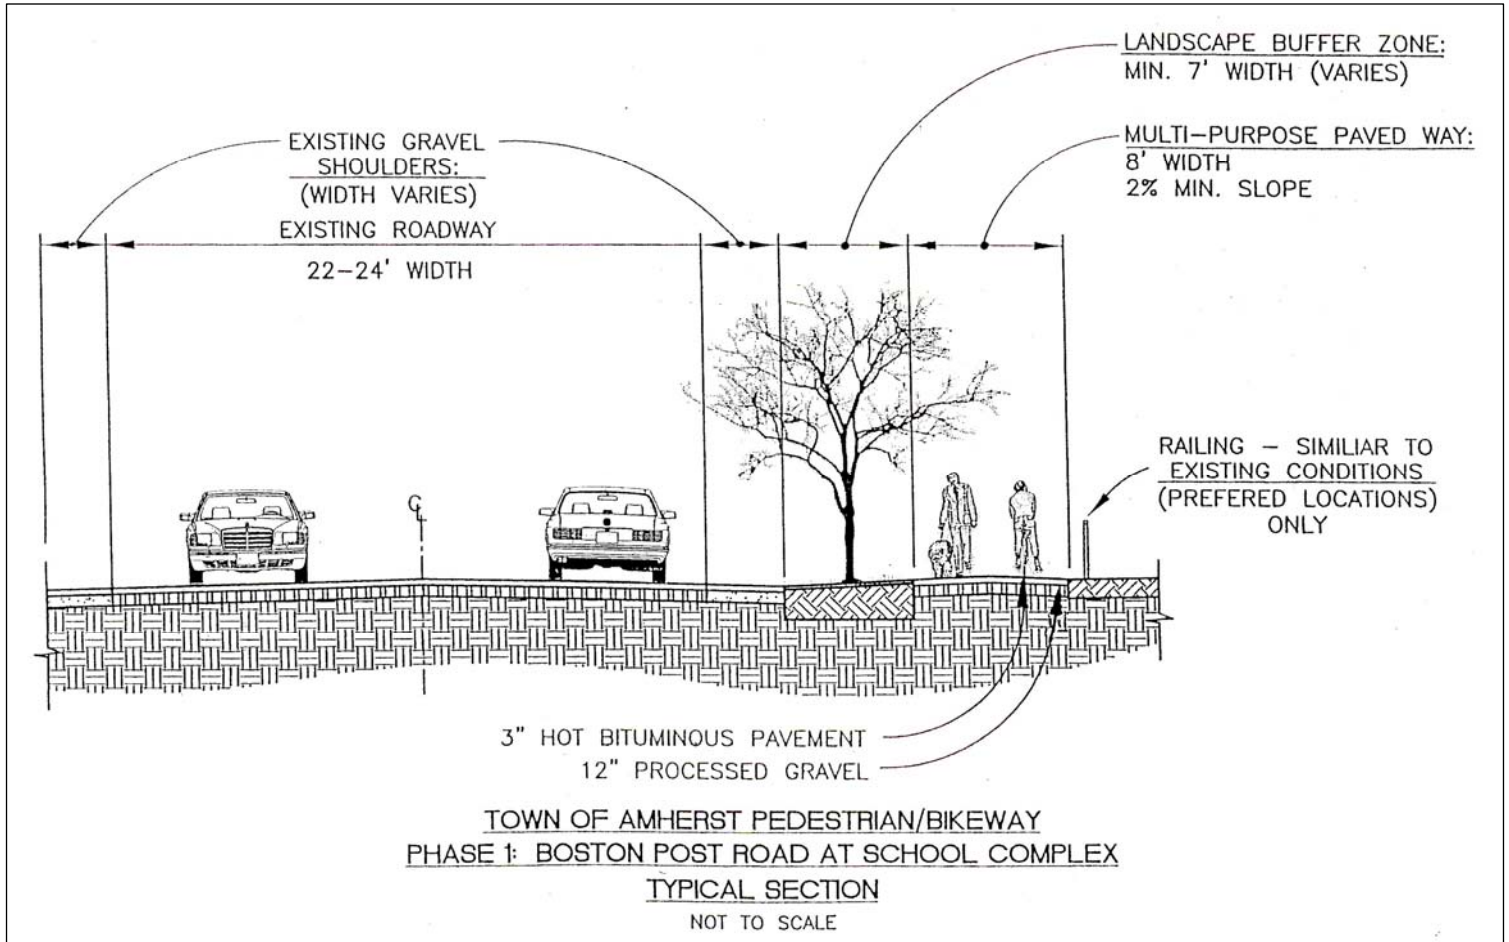 LANDSCAPE BUFFER ZONE:
MIN. 7' WIDTH (VARIES)
MULTI-PURPOSE PAVED WAY:
8' WIDTH
2% MIN. SLOPE
EXISTING GRAVEL
SHOULDERS:
(WIDTH VARIES)
EXISTING ROADWAY
22-24' WIDTH
RAILING - SIMILIAR TO
EXISTING CONDITIONS
(PREFERED LOCATIONS)
ONLY
℄
3" HOT BITUMINOUS PAVEMENT
12" PROCESSED GRAVEL
TOWN OF AMHERST PEDESTRIAN/BIKEWAY
PHASE 1: BOSTON POST ROAD AT SCHOOL COMPLEX
TYPICAL SECTION
NOT TO SCALE